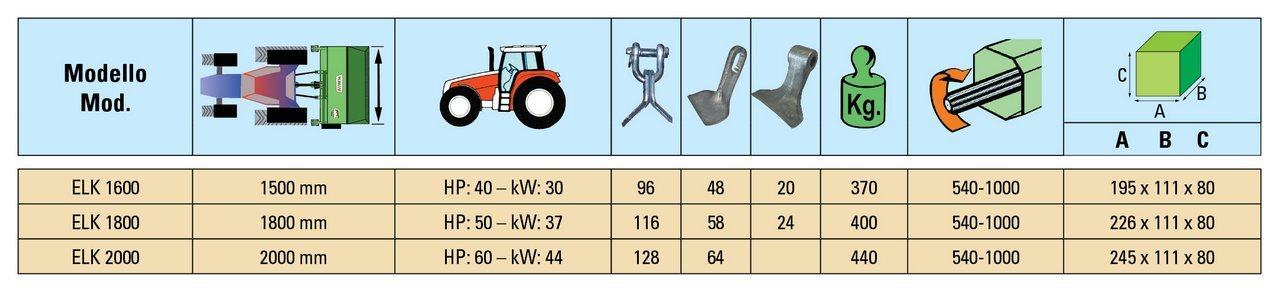 Modello
Mod.
Kg.
C
B
A
A B C
ELK 1600 1500 mm HP: 40 – kW: 30 96 48 20 370 540-1000 195 x 111 x 80
ELK 1800 1800 mm HP: 50 – kW: 37 116 58 24 400 540-1000 226 x 111 x 80
ELK 2000 2000 mm HP: 60 – kW: 44 128 64 440 540-1000 245 x 111 x 80